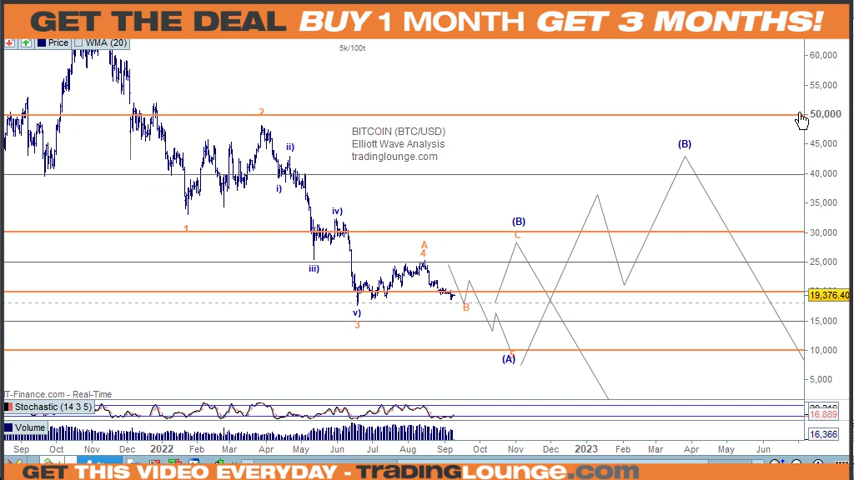 GET THE DEAL BUY 1 MONTH GET 3 MONTHS!
Price WMA (20)
5k/100t
60,000
55,000
50,000
45,000
40,000
35,000
30,000
25,000
19,376.40
15,000
10,000
5,000
BITCOIN (BTC/USD)
Elliott Wave Analysis
tradinglounge.com
2
ii)
i)
1
iv)
iii)
v)
3
A
4
B
(B)
C
(A)
(B)
IT-Finance.com - Real-Time
Stochastic (14 3 5)
16,889
Volume
16,366
Sep Oct Nov Dec 2022 Feb Mar Apr May Jun Jul Aug Sep Oct Nov Dec 2023 Feb Mar Apr May Jun
GET THIS VIDEO EVERYDAY - TRADINGLOUNGE.COM